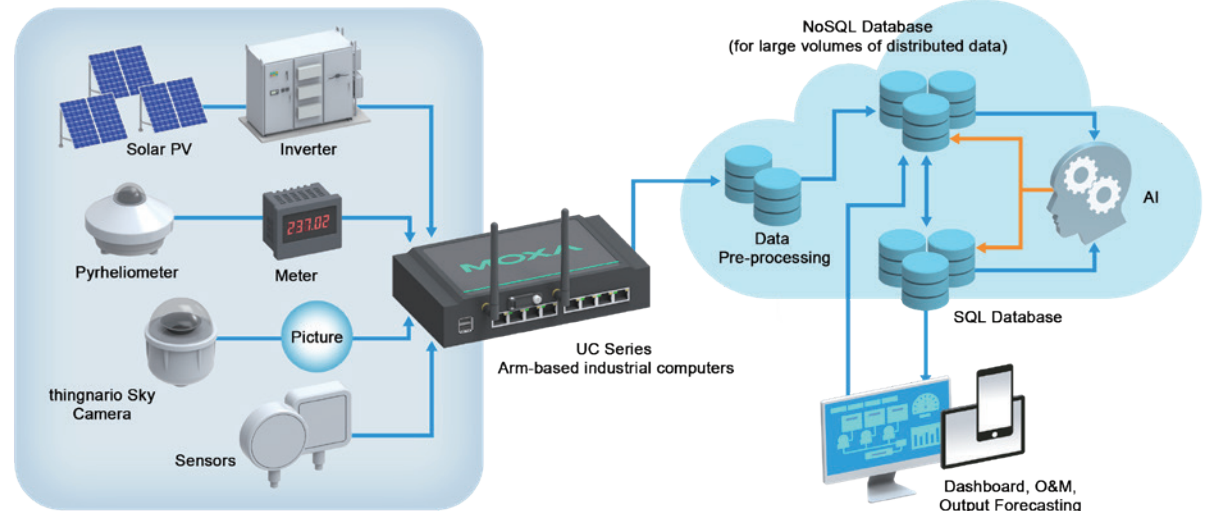 Solar PV
Inverter
Pyrheliometer
237.02
Meter
thingnario Sky
Camera
Picture
Sensors
MOXA
UC Series
Arm-based industrial computers
NoSQL Database
(for large volumes of distributed data)
Data
Pre-processing
AI
SQL Database
Dashboard, O&M,
Output Forecasting